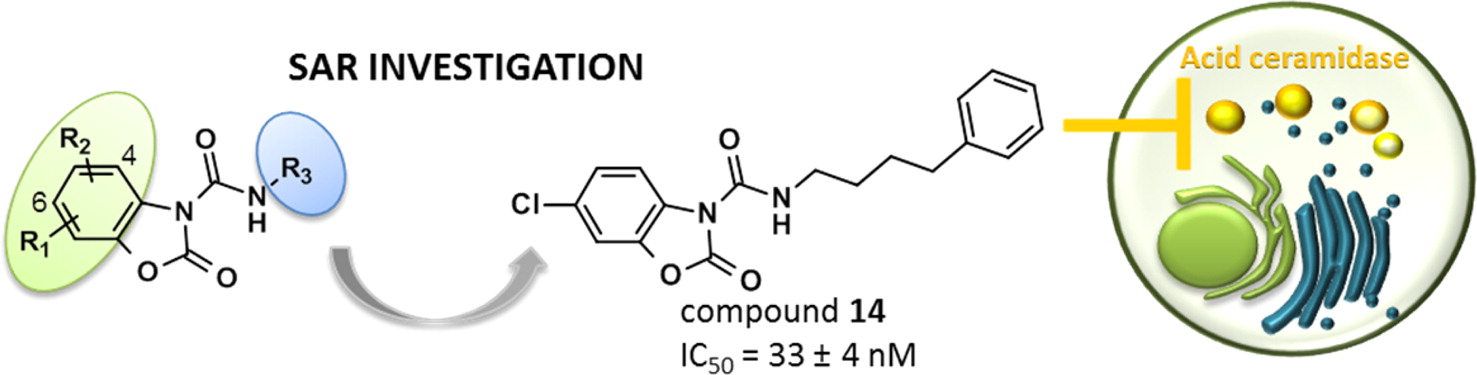 SAR INVESTIGATION
Acid ceramidase
R2
4
6
R1
O
N
N
H
R3
O
O
Cl
O
N
N
H
O
O
compound 14
IC50 = 33 ± 4 nM